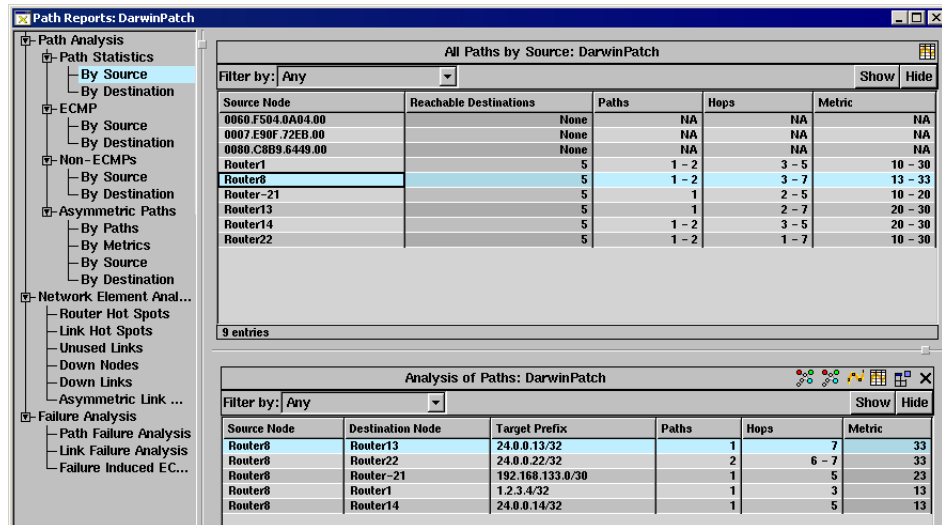 Path Reports: DarwinPatch
Path Analysis
Path Statistics
By Source
By Destination
ECMP
By Source
By Destination
Non-ECMPs
By Source
By Destination
Asymmetric Paths
By Paths
By Metrics
By Source
By Destination
Network Element Anal...
Router Hot Spots
Link Hot Spots
Unused Links
Down Nodes
Down Links
Asymmetric Link ...
Failure Analysis
Path Failure Analysis
Link Failure Analysis
Failure Induced EC...
All Paths by Source: DarwinPatch
Filter by: Any Show Hide
Source Node Reachable Destinations Paths Hops Metric
0060.F504.0A04.00 None NA NA NA
0007.E90F.72EB.00 None NA NA NA
0080.C8B9.6449.00 None NA NA NA
Router1 5 1 - 2 3 - 5 10 - 30
Router8 5 1 - 2 3 - 7 13 - 33
Router-21 5 1 2 - 5 10 - 20
Router13 5 1 2 - 7 20 - 30
Router14 5 1 - 2 3 - 5 20 - 30
Router22 5 1 - 2 1 - 7 10 - 30
9 entries
Analysis of Paths: DarwinPatch
Filter by: Any Show Hide
Source Node Destination Node Target Prefix Paths Hops Metric
Router8 Router13 24.0.0.13/32 1 7 33
Router8 Router22 24.0.0.22/32 2 6 - 7 33
Router8 Router-21 192.168.133.0/30 1 5 23
Router8 Router1 1.2.3.4/32 1 3 13
Router8 Router14 24.0.0.14/32 1 5 13